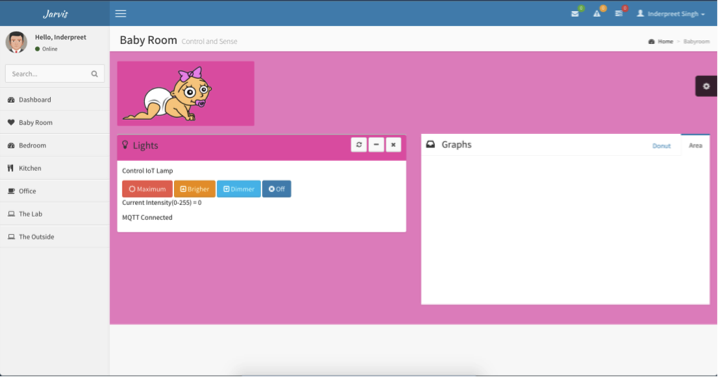 Jarvis
Inderpreet Singh
Hello, Inderpreet
Online
Search...
Dashboard
Baby Room
Bedroom
Kitchen
Office
The Lab
The Outside
Baby Room Control and Sense
Home > Babyroom
Lights
Control IoT Lamp
Maximum Brigher Dimmer Off
Current Intensity(0-255) = 0
MQTT Connected
Graphs
Donut Area